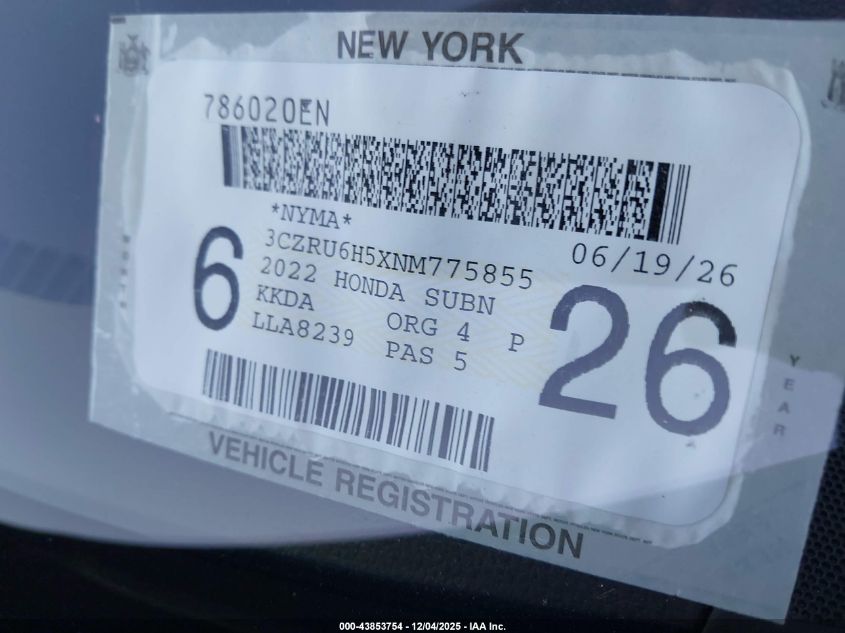 NEW YORK
786020EN
*NYMA*
3CZRU6H5XNM775855
06/19/26
2022 HONDA SUBN
KKDA ORG 4 P
LLA8239 PAS 5
6
26
YEAR
VEHICLE REGISTRATION
000-43853754 - 12/04/2025 - IAA Inc.